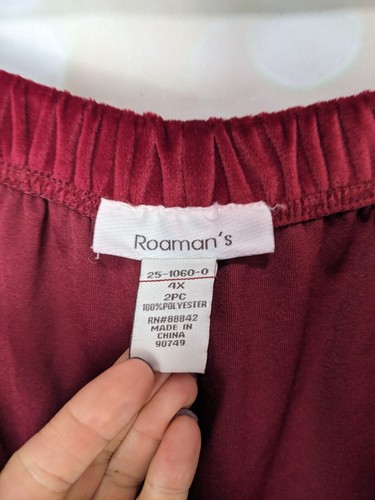 Roaman's
25-1060-0
4X
2PC
100%POLYESTER
RN#88842
MADE IN
CHINA
90749